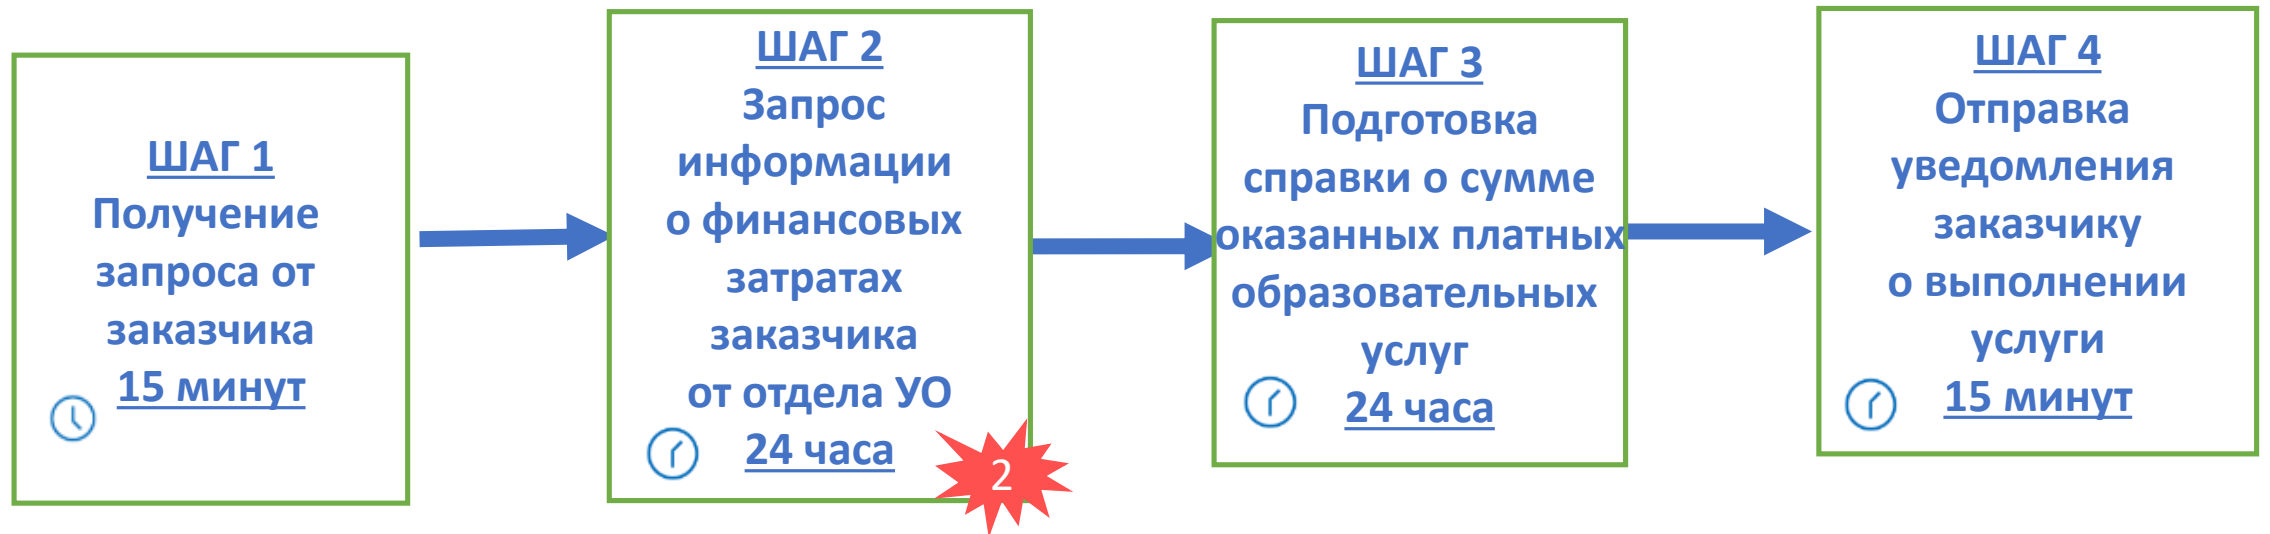 ШАГ 1
Получение
запроса от
заказчика
15 минут
ШАГ 2
Запрос
информации
о финансовых
затратах
заказчика
от отдела УО
24 часа
2
ШАГ 3
Подготовка
справки о сумме
оказанных платных
образовательных
услуг
24 часа
ШАГ 4
Отправка
уведомления
заказчику
о выполнении
услуги
15 минут